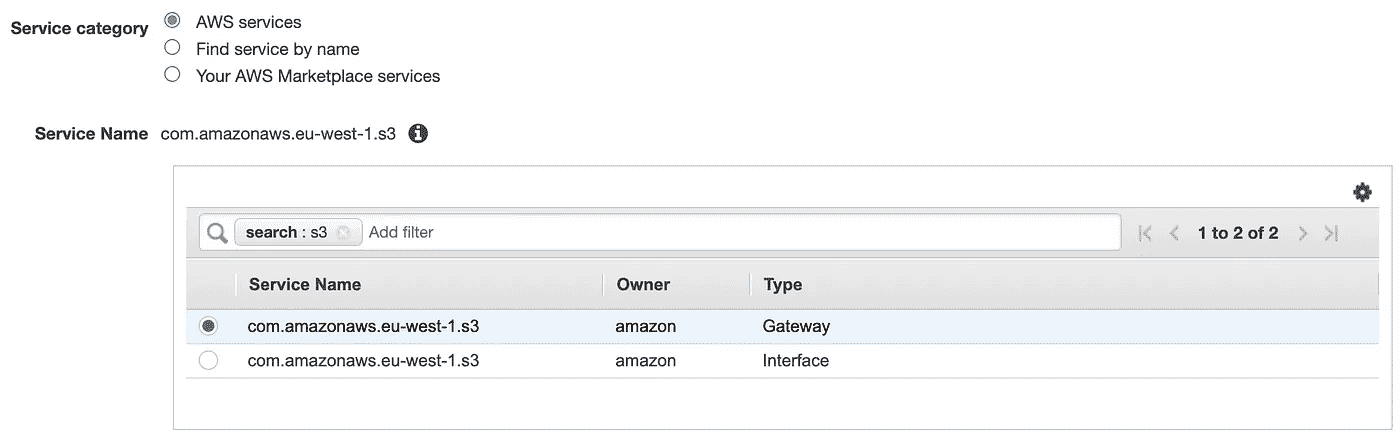 Service category
AWS services
Find service by name
Your AWS Marketplace services
Service Name com.amazonaws.eu-west-1.s3
search : s3 Add filter 1 to 2 of 2
Service Name Owner Type
com.amazonaws.eu-west-1.s3 amazon Gateway
com.amazonaws.eu-west-1.s3 amazon Interface